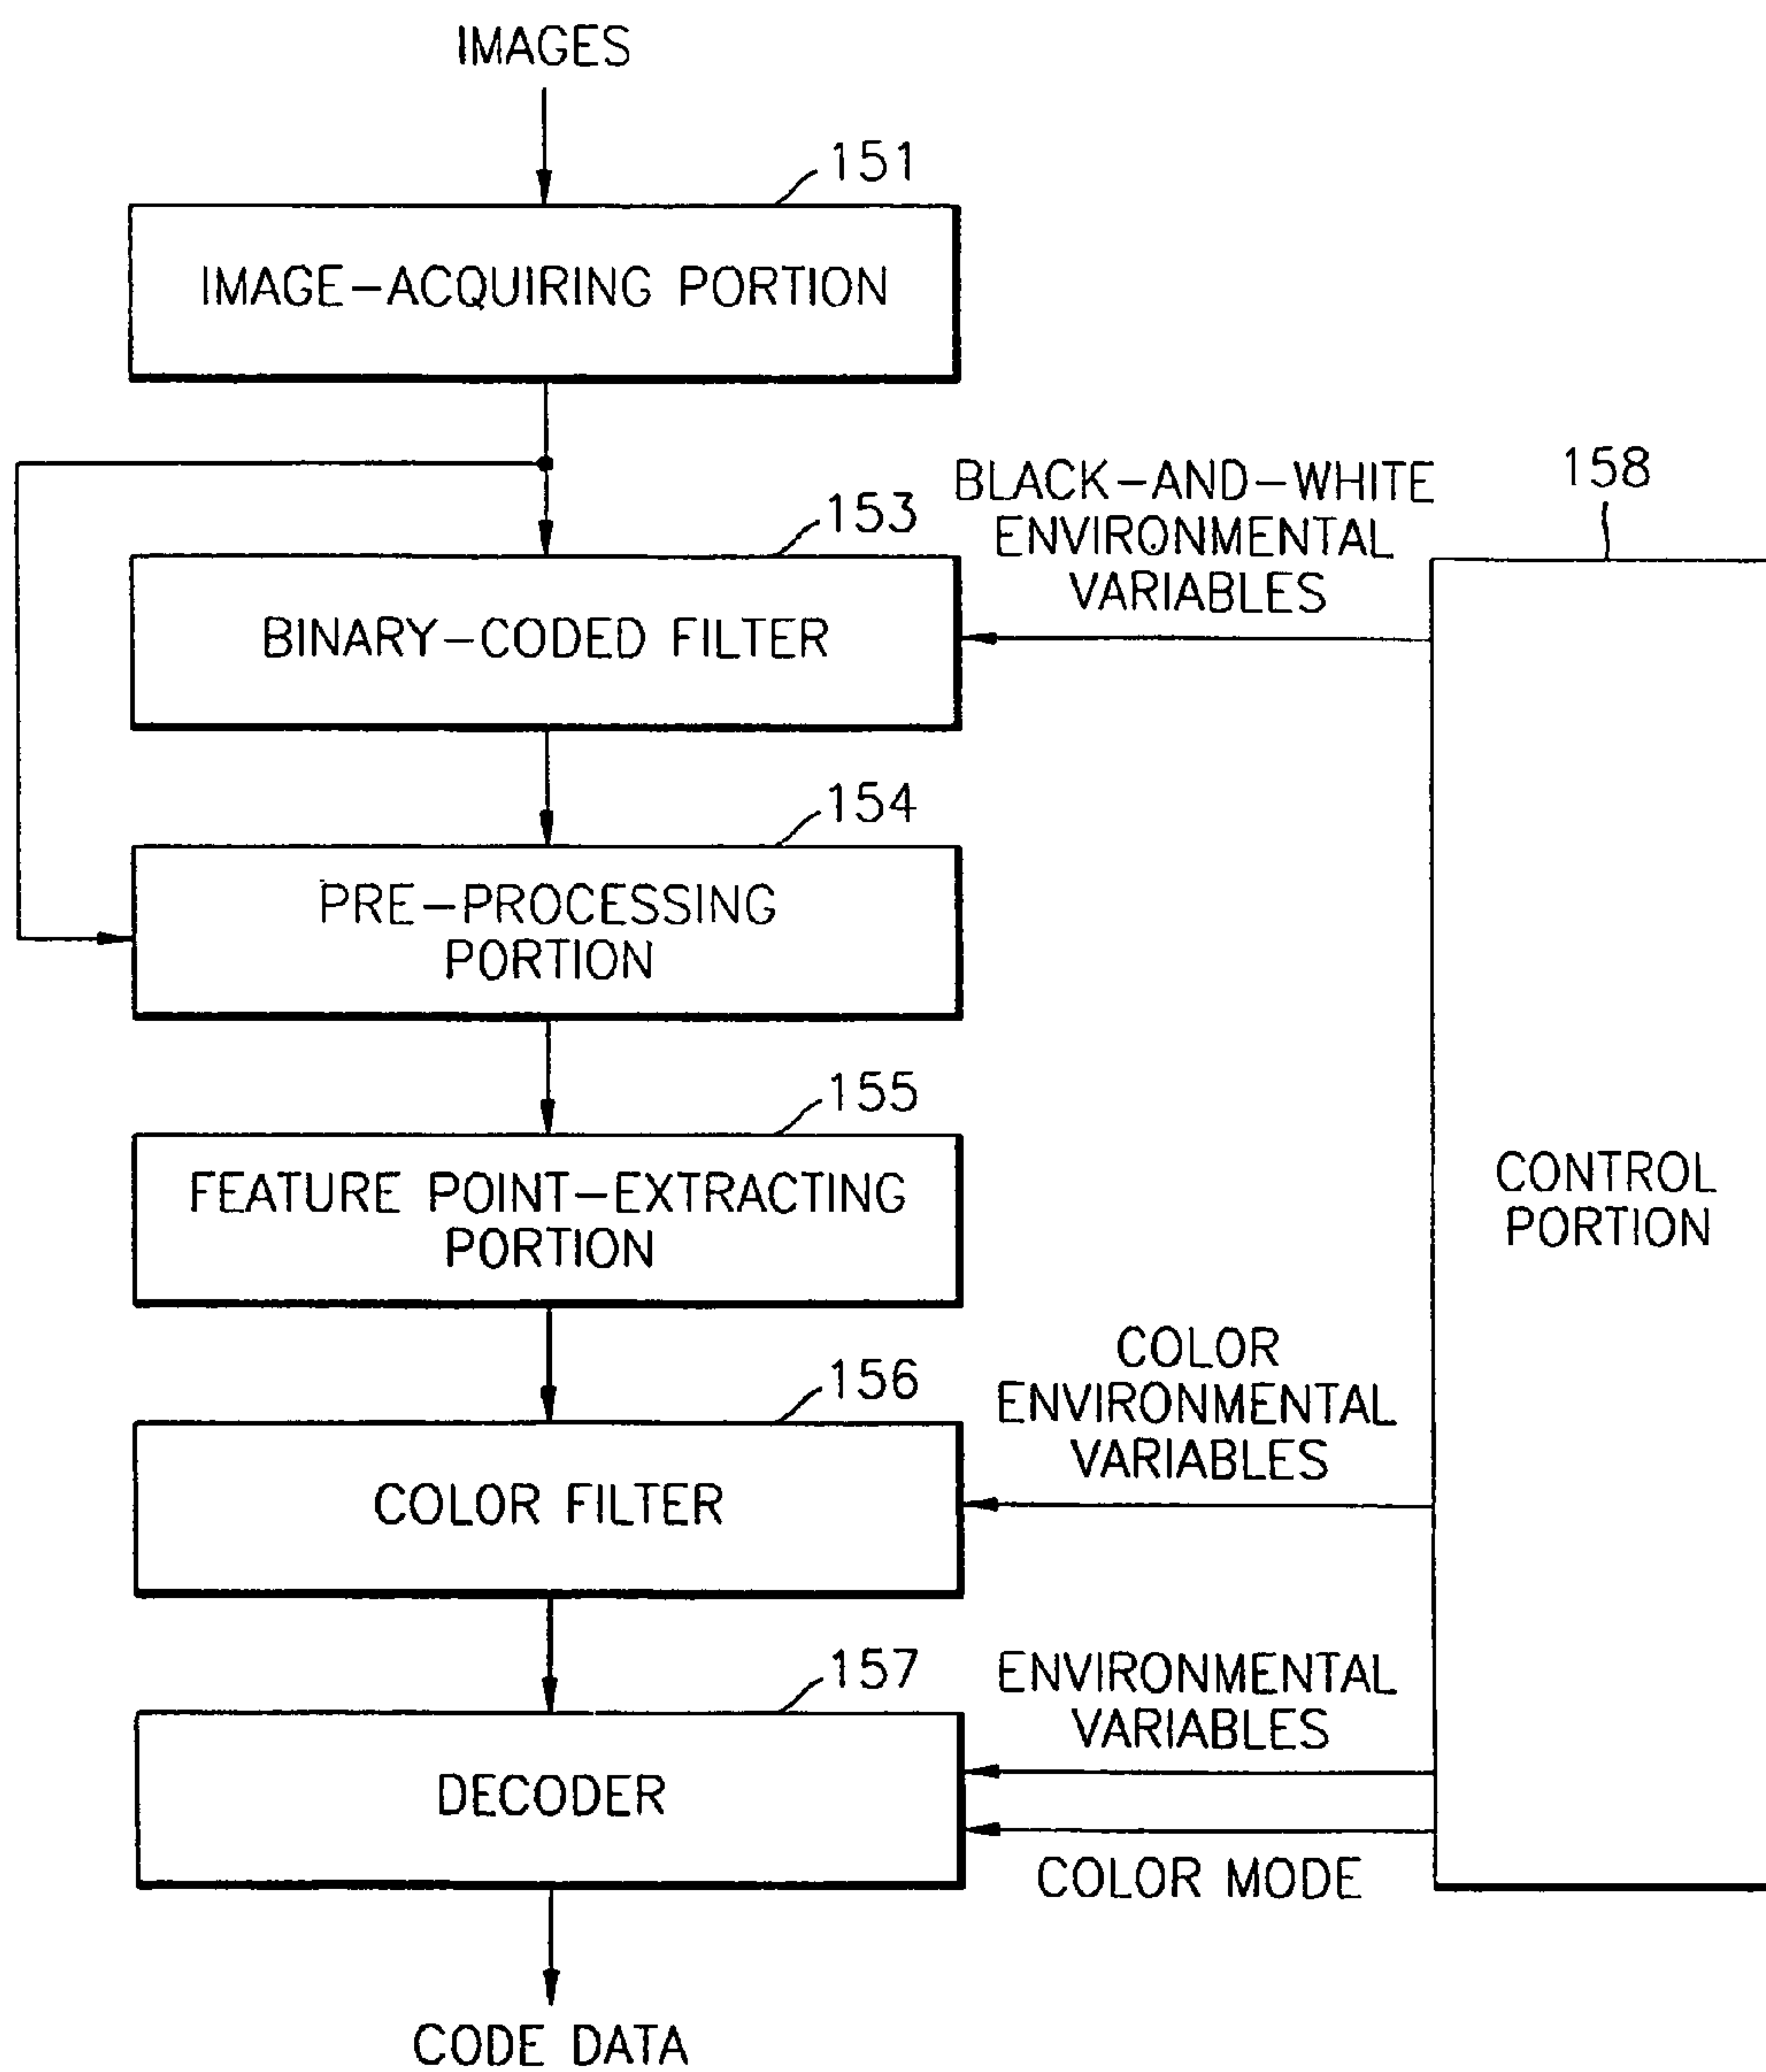 IMAGES
151
IMAGE-ACQUIRING PORTION
153
BINARY-CODED FILTER
BLACK-AND-WHITE
ENVIRONMENTAL
VARIABLES
158
154
PRE-PROCESSING
PORTION
155
FEATURE POINT-EXTRACTING
PORTION
CONTROL
PORTION
156
COLOR FILTER
COLOR
ENVIRONMENTAL
VARIABLES
157
DECODER
ENVIRONMENTAL
VARIABLES
COLOR MODE
CODE DATA